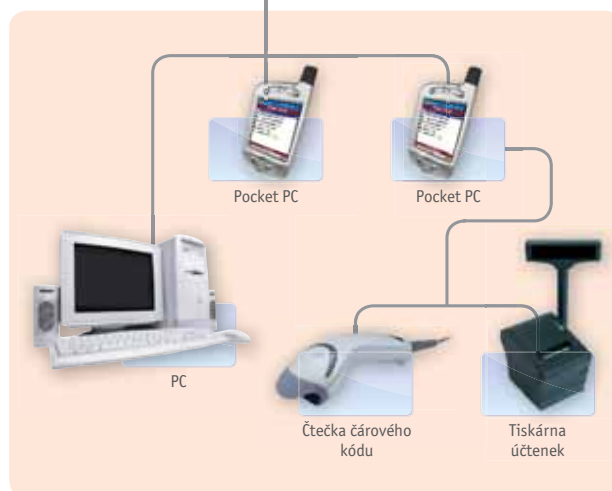 Pocket PC
Pocket PC
PC
Čtečka čárového
kódu
Tiskárna
účtenek